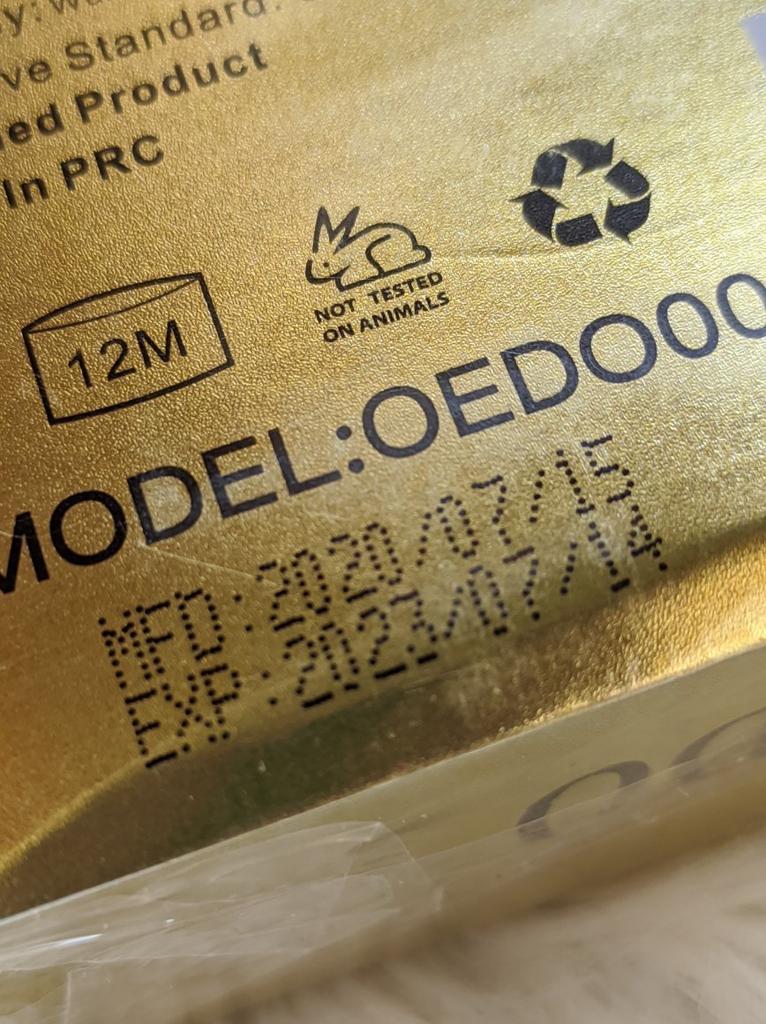 ve Standard:
ed Product
In PRC
12M
NOT TESTED
ON ANIMALS
MODEL:OEDO00
MFD:2020/07/15
EXP:2023/07/14